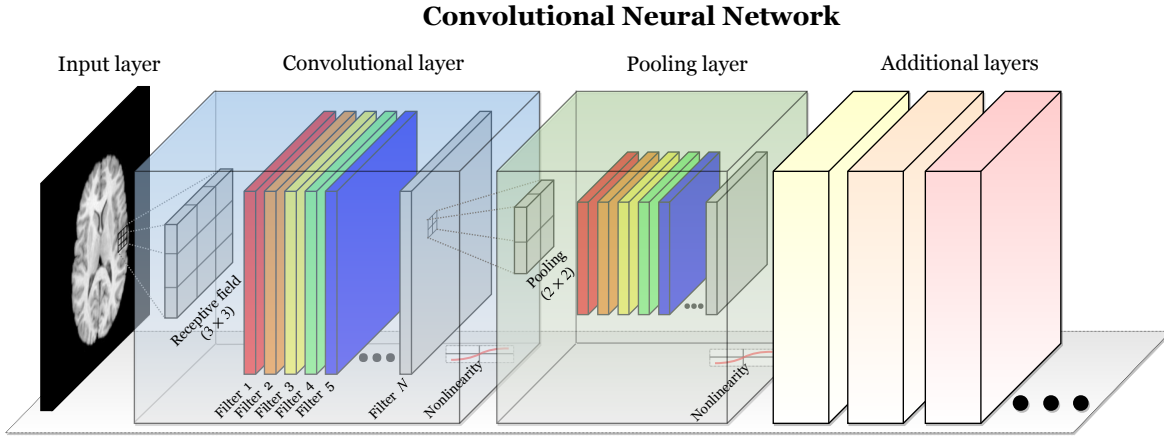 Convolutional Neural Network
Input layer
Convolutional layer
Pooling layer
Additional layers
Receptive field
(3 × 3)
Filter 1
Filter 2
Filter 3
Filter 4
Filter 5
Filter N
Nonlinearity
Pooling
(2 × 2)
Nonlinearity